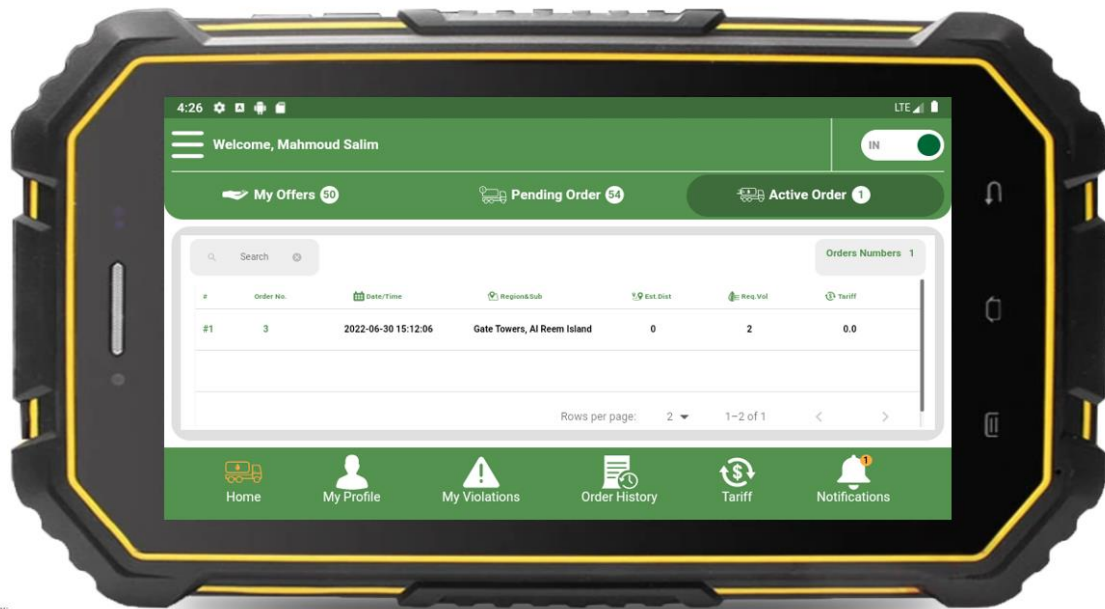 4:26 LTE
Welcome, Mahmoud Salim IN
My Offers 50 Pending Order 54 Active Order 1
Search Orders Numbers 1
# Order No. Date/Time Region&Sub Est.Dist Req.Vol Tariff
#1 3 2022-06-30 15:12:06 Gate Towers, Al Reem Island 0 2 0.0
Rows per page: 2 1–2 of 1
1
Home My Profile My Violations Order History Tariff Notifications